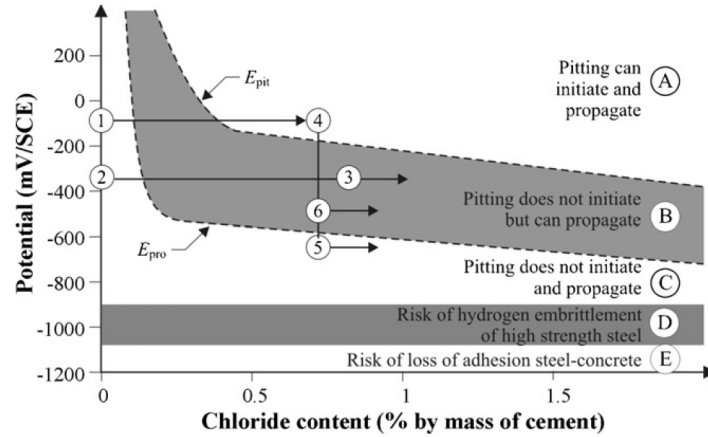 200
0
-200
-400
-600
-800
-1000
-1200
Potential (mV/SCE)
0
0.5
1
1.5
Chloride content (% by mass of cement)
E pit
E pro
1
2
3
4
5
6
Pitting can
initiate and
propagate
A
Pitting does not initiate
but can propagate
B
Pitting does not initiate
and propagate
C
Risk of hydrogen embrittlement
of high strength steel
D
Risk of loss of adhesion steel-concrete
E